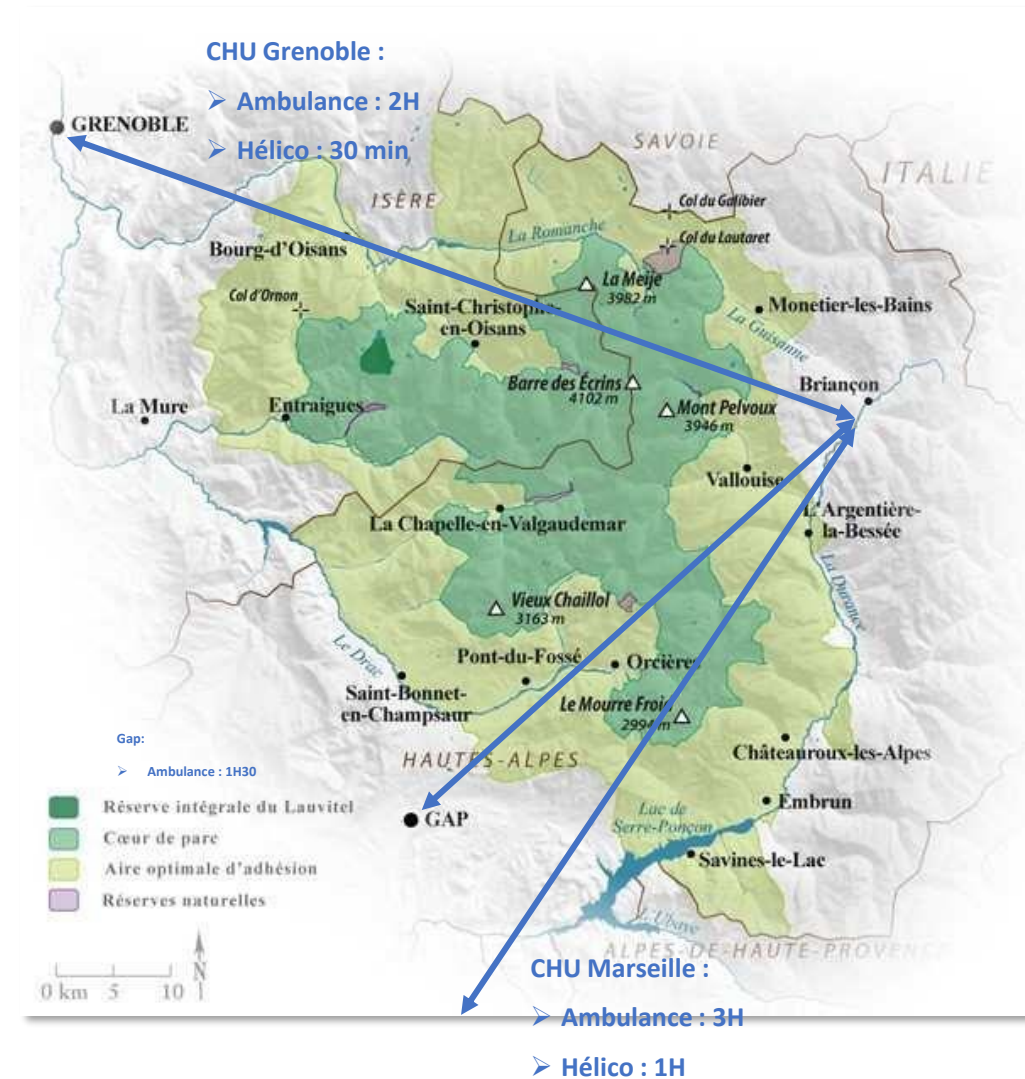 CHU Grenoble :
➢ Ambulance : 2H
➢ Hélico : 30 min
GRENOBLE
SAVOIE
ITALIE
ISÈRE
Col du Galibier
La Romanche
Col du Lautaret
Bourg-d'Oisans
La Meije
3982 m
Col d'Ornon
Saint-Christophe-
en-Oisans
Monetier-les-Bains
La Guisanne
Barre des Écrins
4102 m
Briançon
La Mure
Entraigues
Mont Pelvoux
3946 m
Vallouise
La Chapelle-en-Valgaudemar
L'Argentière-
la-Bessée
La Durance
Vieux Chaillol
3163 m
Le Drac
Pont-du-Fossé
Orcières
Saint-Bonnet-
en-Champsaur
Le Mourre Froid
2994 m
Gap:
➢ Ambulance : 1H30
HAUTES-ALPES
Châteauroux-les-Alpes
Réserve intégrale du Lauvitel
Cœur de parc
Aire optimale d'adhésion
Réserves naturelles
GAP
Embrun
Lac de
Serre-Ponçon
Savines-le-Lac
L'Ubaye
ALPES-DE-HAUTE-PROVENCE
N
0 km 5 10
CHU Marseille :
➢ Ambulance : 3H
➢ Hélico : 1H